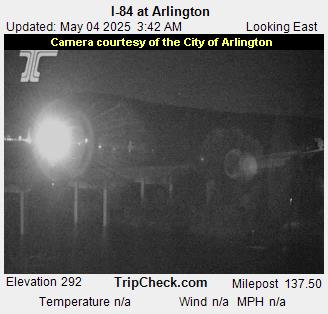 I-84 at Arlington
Updated: May 04 2025 3:42 AM Looking East
Camera courtesy of the City of Arlington
Elevation 292 TripCheck.com Milepost 137.50
Temperature n/a Wind n/a MPH n/a